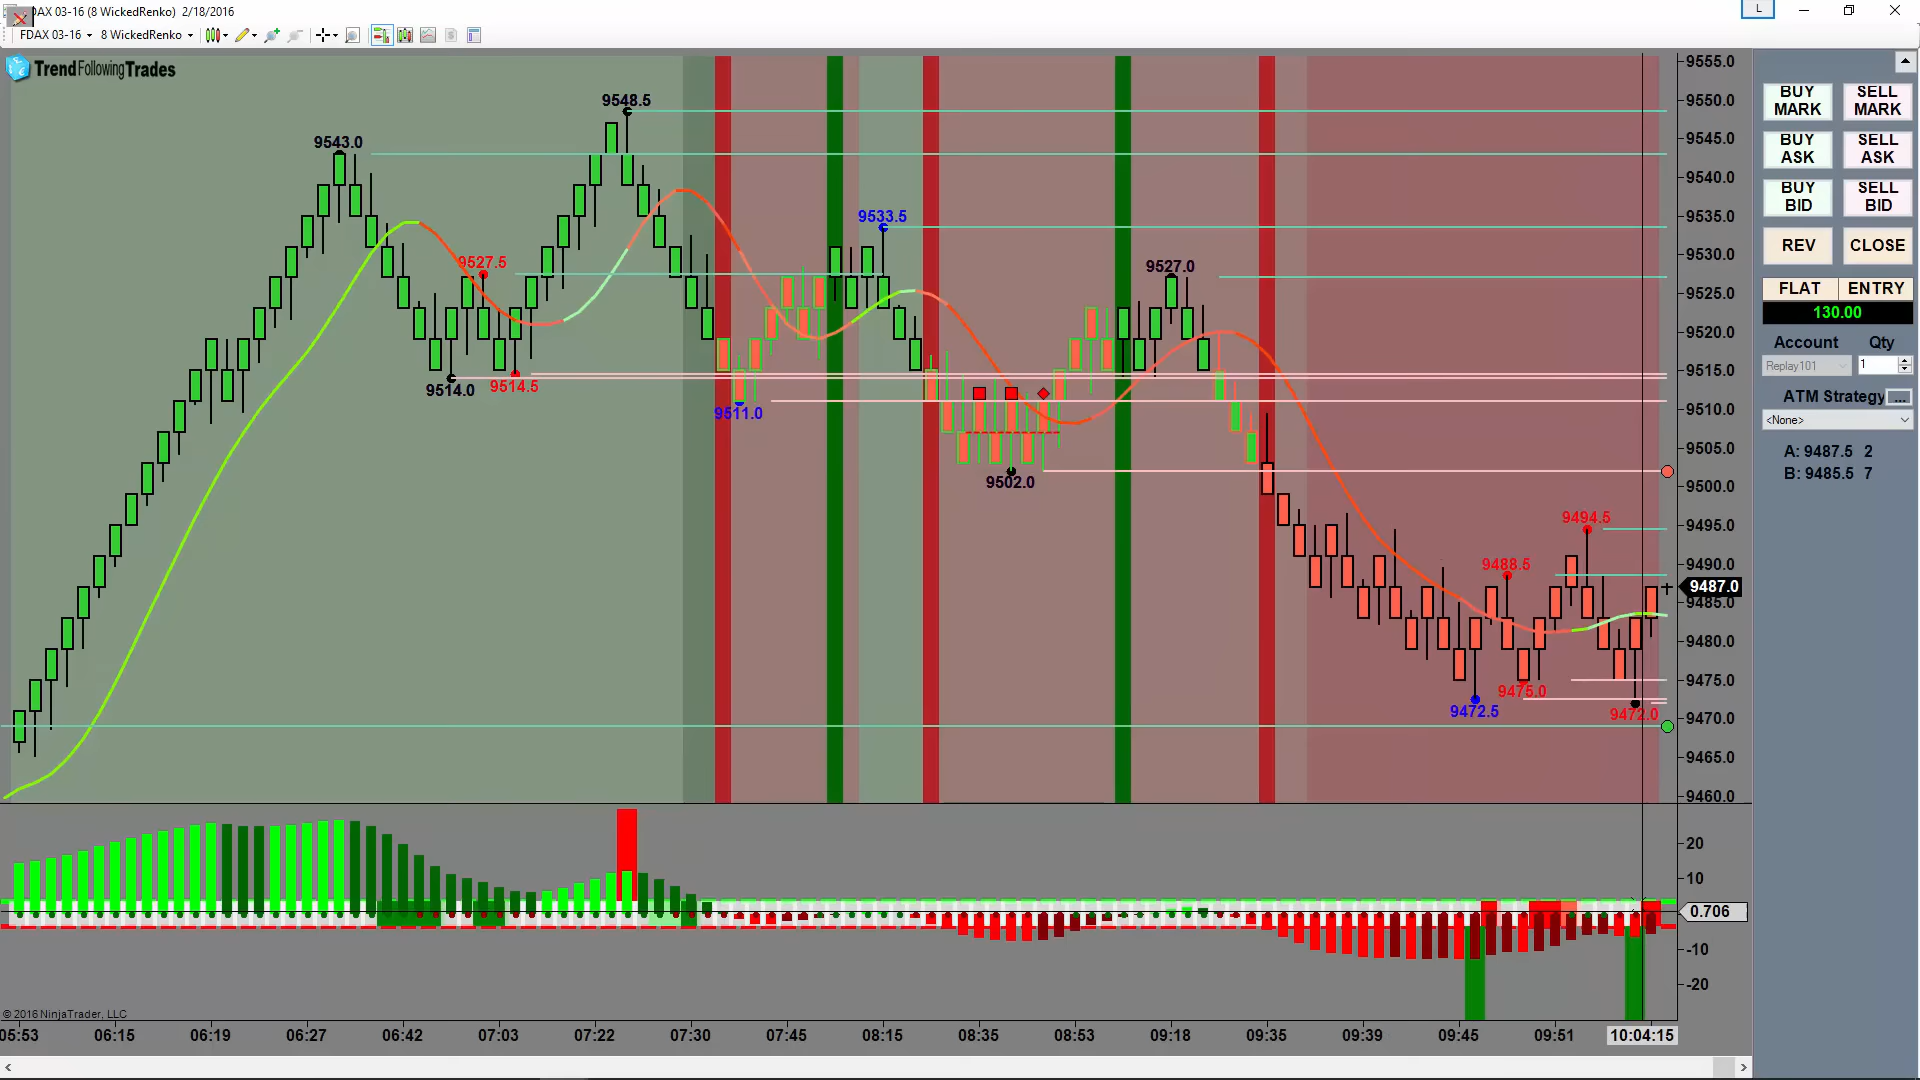 FDAX 03-16 (8 WickedRenko)  2/18/2016
L
FDAX 03-16
8 WickedRenko
TrendFollowingTrades
9543.0
9548.5
9527.5
9514.0
9514.5
9511.0
9533.5
9502.0
9527.0
9494.5
9488.5
9472.5
9475.0
9472.0
9555.0
9550.0
9545.0
9540.0
9535.0
9530.0
9525.0
9520.0
9515.0
9510.0
9505.0
9500.0
9495.0
9490.0
9487.0
9485.0
9480.0
9475.0
9470.0
9465.0
9460.0
20
10
0.706
-10
-20
© 2016 NinjaTrader, LLC
05:53 06:15 06:19 06:27 06:42 07:03 07:22 07:30 07:45 08:15 08:35 08:53 09:18 09:35 09:39 09:45 09:51 10:04:15
BUY MARK
SELL MARK
BUY ASK
SELL ASK
BUY BID
SELL BID
REV
CLOSE
FLAT
ENTRY
130.00
Account
Qty
Replay101
1
ATM Strategy
...
<None>
A: 9487.5 2
B: 9485.5 7